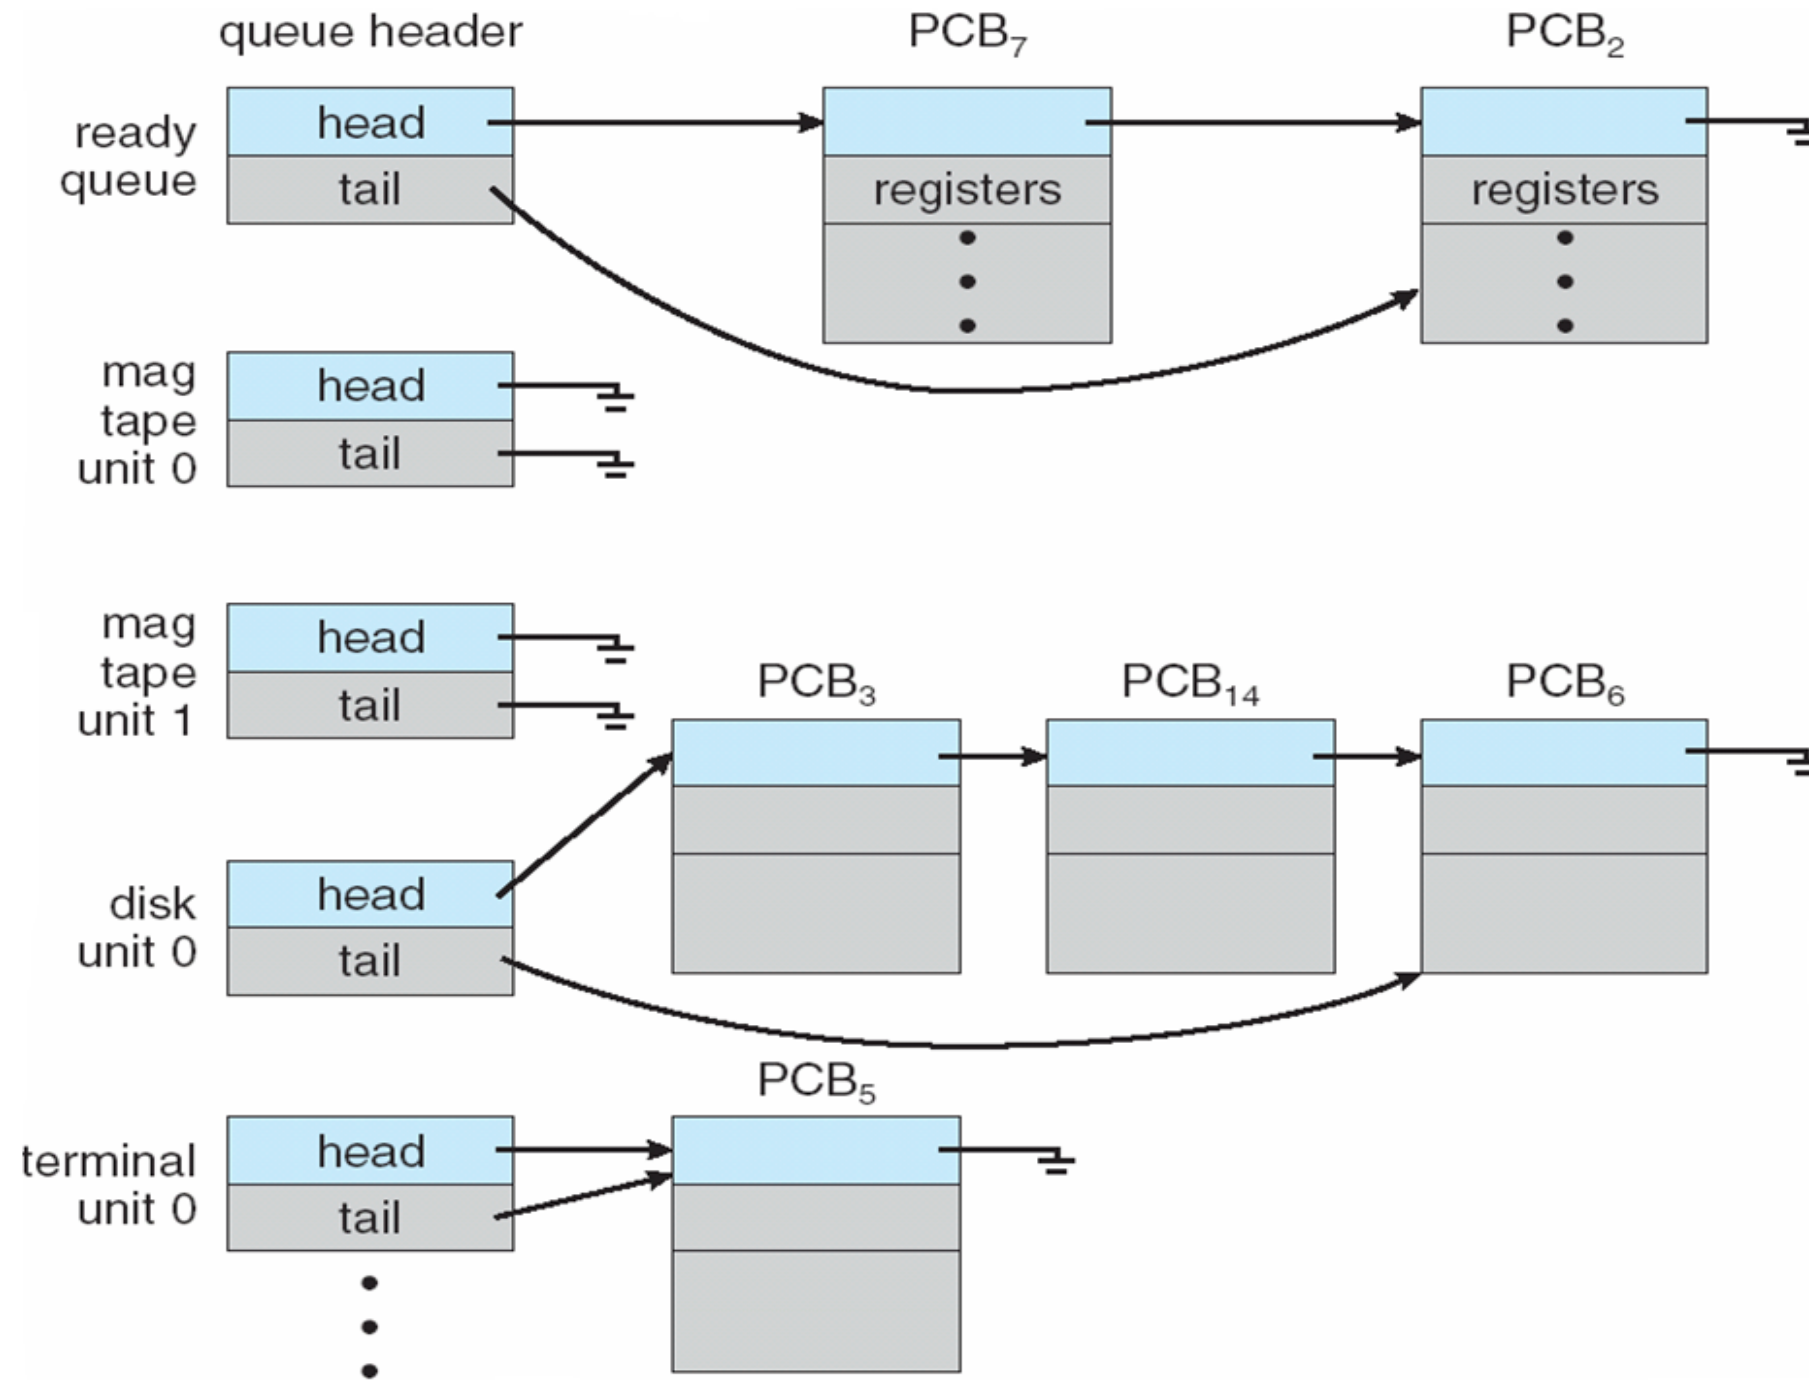 queue header
PCB₇
PCB₂
ready
queue
head
tail
registers
registers
mag
tape
unit 0
head
tail
mag
tape
unit 1
head
tail
PCB₃
PCB₁₄
PCB₆
disk
unit 0
head
tail
PCB₅
terminal
unit 0
head
tail